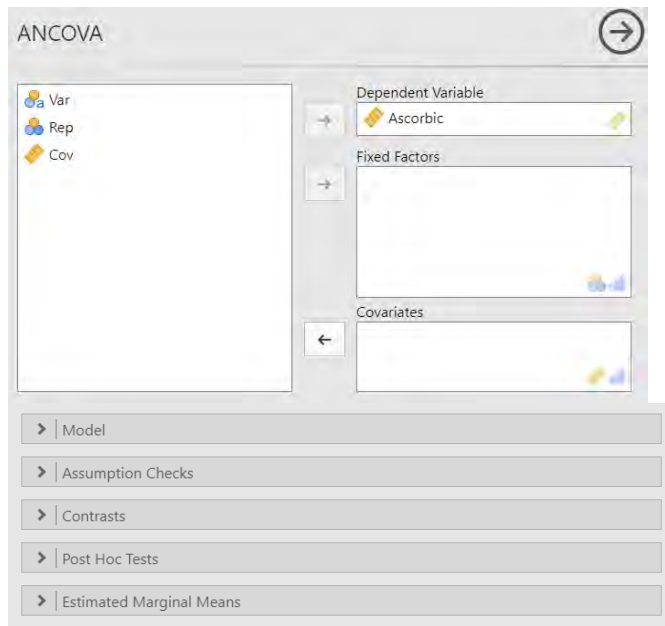 ANCOVA
a Var
Rep
Cov
Dependent Variable
Ascorbic
Fixed Factors
Covariates
Model
Assumption Checks
Contrasts
Post Hoc Tests
Estimated Marginal Means